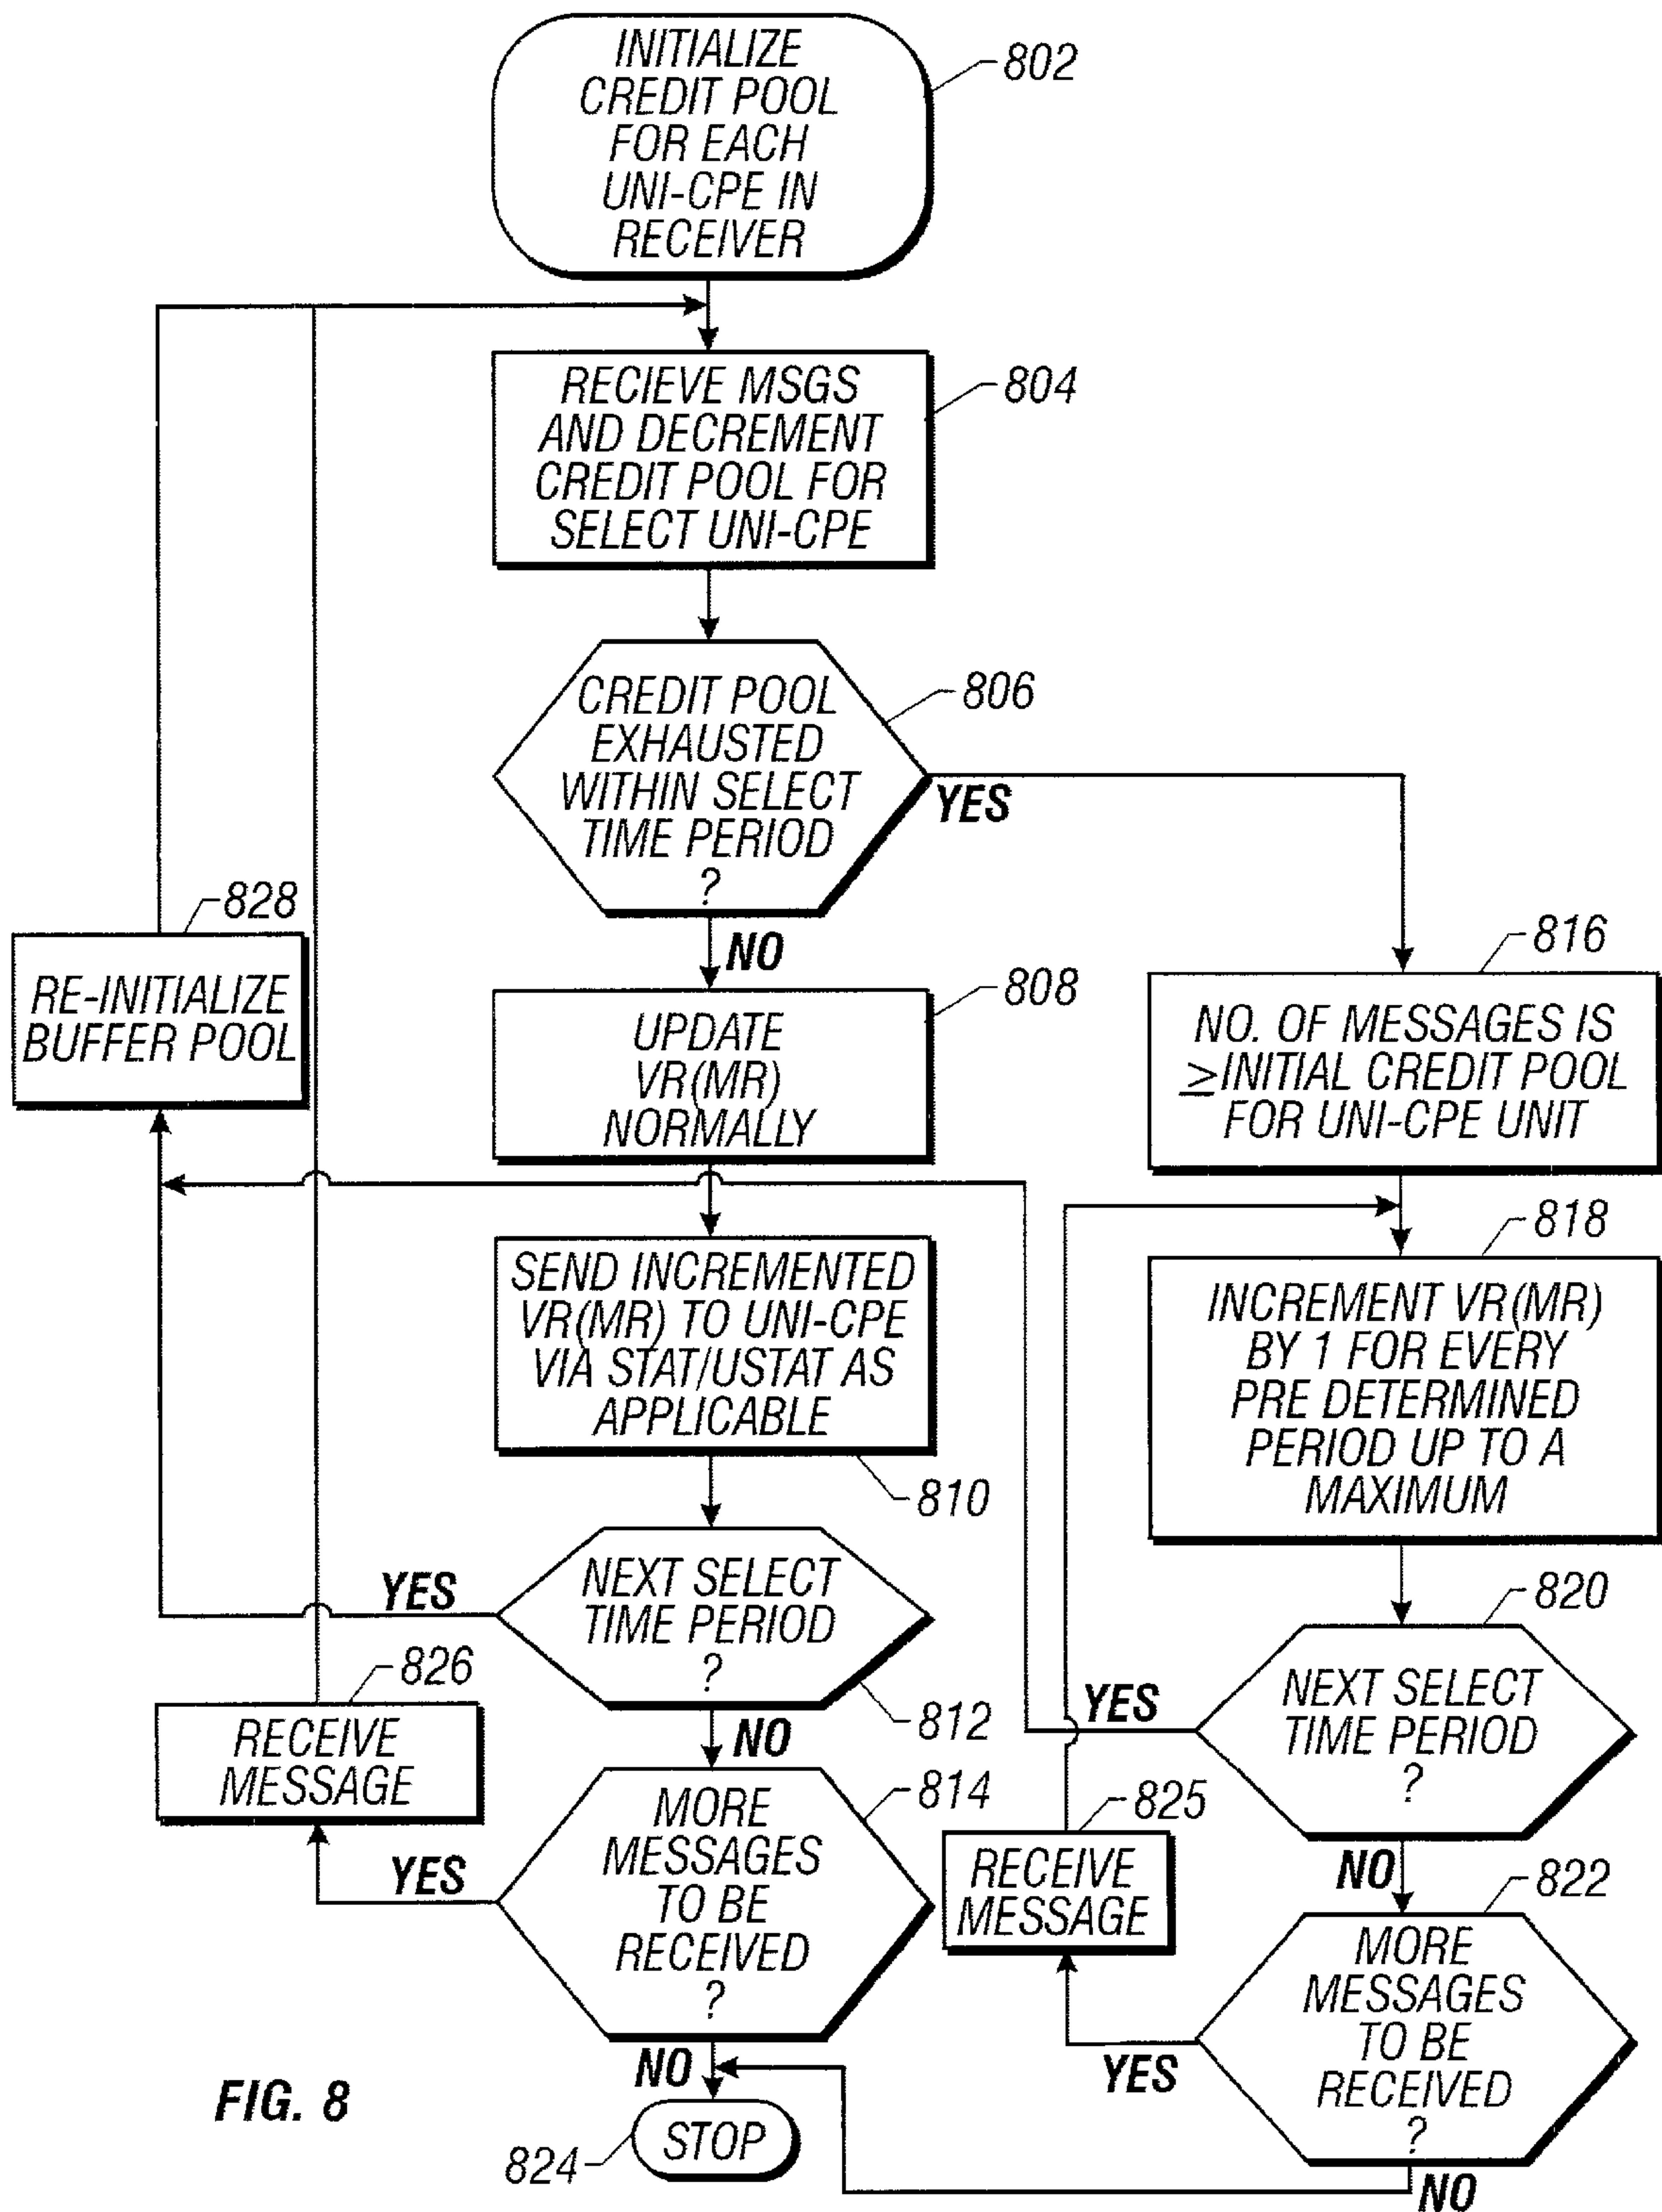 INITIALIZE
CREDIT POOL
FOR EACH
UNI-CPE IN
RECEIVER
802
RECIEVE MSGS
AND DECREMENT
CREDIT POOL FOR
SELECT UNI-CPE
804
CREDIT POOL
EXHAUSTED
WITHIN SELECT
TIME PERIOD
?
806
YES
NO
828
RE-INITIALIZE
BUFFER POOL
UPDATE
VR(MR)
NORMALLY
808
816
NO. OF MESSAGES IS
≥INITIAL CREDIT POOL
FOR UNI-CPE UNIT
SEND INCREMENTED
VR(MR) TO UNI-CPE
VIA STAT/USTAT AS
APPLICABLE
810
818
INCREMENT VR(MR)
BY 1 FOR EVERY
PRE DETERMINED
PERIOD UP TO A
MAXIMUM
NEXT SELECT
TIME PERIOD
?
812
YES
NO
820
NEXT SELECT
TIME PERIOD
?
YES
NO
826
RECEIVE
MESSAGE
MORE
MESSAGES
TO BE
RECEIVED
?
814
YES
NO
825
RECEIVE
MESSAGE
822
MORE
MESSAGES
TO BE
RECEIVED
?
YES
NO
STOP
824
FIG. 8